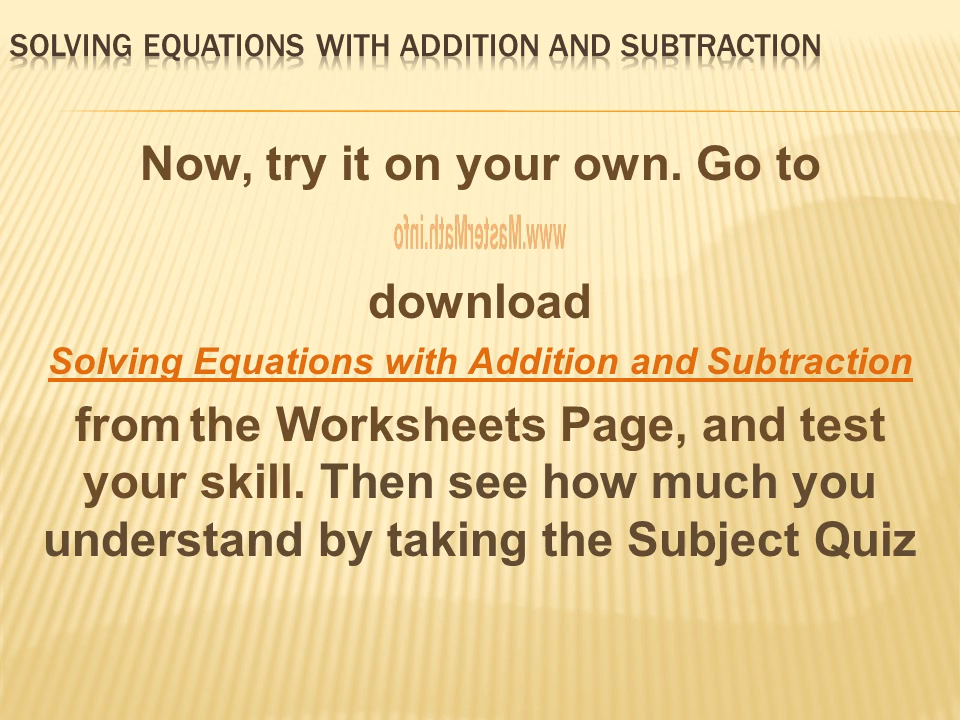 SOLVING EQUATIONS WITH ADDITION AND SUBTRACTION
Now, try it on your own. Go to
www.MasterMath.info
download
Solving Equations with Addition and Subtraction
from the Worksheets Page, and test
your skill. Then see how much you
understand by taking the Subject Quiz